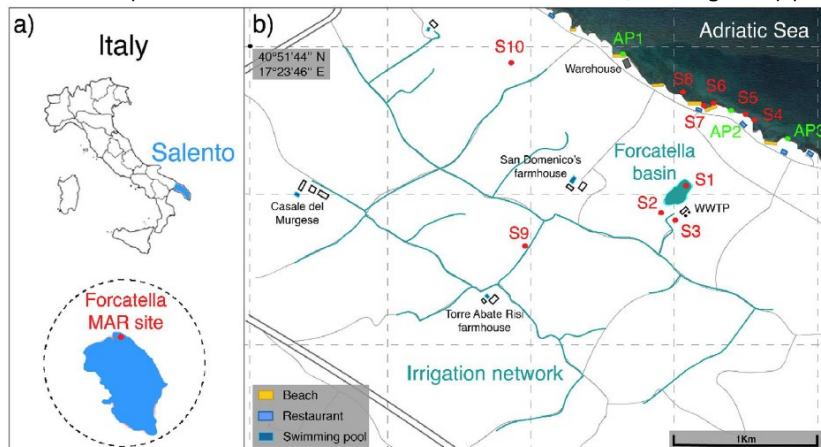 a)
Italy
Salento
Forcatella
MAR site
b)
40°51'44" N
17°23'46" E
S10
AP1
Warehouse
Adriatic Sea
S8
S6
S5
S7
S4
AP2
AP3
San Domenico's
farmhouse
Forcatella
basin
S1
Casale del
Murgese
S2
WWTP
S3
S9
Torre Abate Risi
farmhouse
Irrigation network
Beach
Restaurant
Swimming pool
1Km